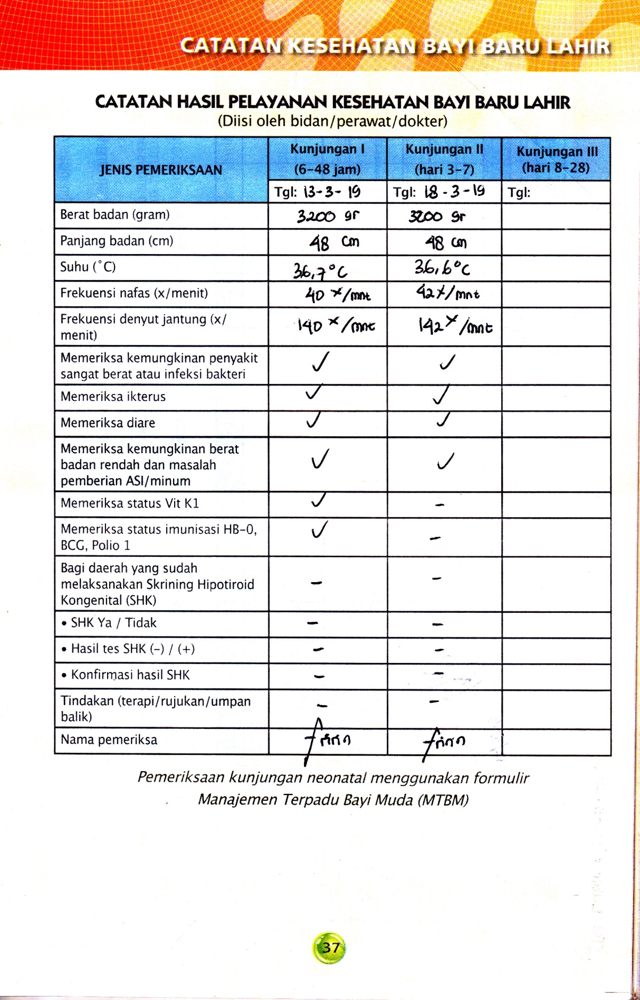 CATATAN KESEHATAN BAYI BARU LAHIR
CATATAN HASIL PELAYANAN KESEHATAN BAYI BARU LAHIR
(Diisi oleh bidan/perawat/dokter)
JENIS PEMERIKSAAN
Kunjungan I
(6-48 jam)
Kunjungan II
(hari 3-7)
Kunjungan III
(hari 8-28)
Tgl: 13-3-19 Tgl: 18-3-19 Tgl:
Berat badan (gram) 3200 gr 3200 gr
Panjang badan (cm) 48 cm 48 cm
Suhu (°C) 36,7°C 36,6°C
Frekuensi nafas (x/menit) 40 x/mnt 42x/mnt
Frekuensi denyut jantung (x/ 140 x/mnt 142x/mnt
menit)
Memeriksa kemungkinan penyakit ✓ ✓
sangat berat atau infeksi bakteri
Memeriksa ikterus ✓ ✓
Memeriksa diare ✓ ✓
Memeriksa kemungkinan berat
badan rendah dan masalah ✓ ✓
pemberian ASI/minum
Memeriksa status Vit K1 ✓ -
Memeriksa status imunisasi HB-0, ✓ -
BCG, Polio 1
Bagi daerah yang sudah
melaksanakan Skrining Hipotiroid - -
Kongenital (SHK)
• SHK Ya / Tidak - -
• Hasil tes SHK (-) / (+) - -
• Konfirmasi hasil SHK - -
Tindakan (terapi/rujukan/umpan - -
balik)
Nama pemeriksa
Pemeriksaan kunjungan neonatal menggunakan formulir
Manajemen Terpadu Bayi Muda (MTBM)
37